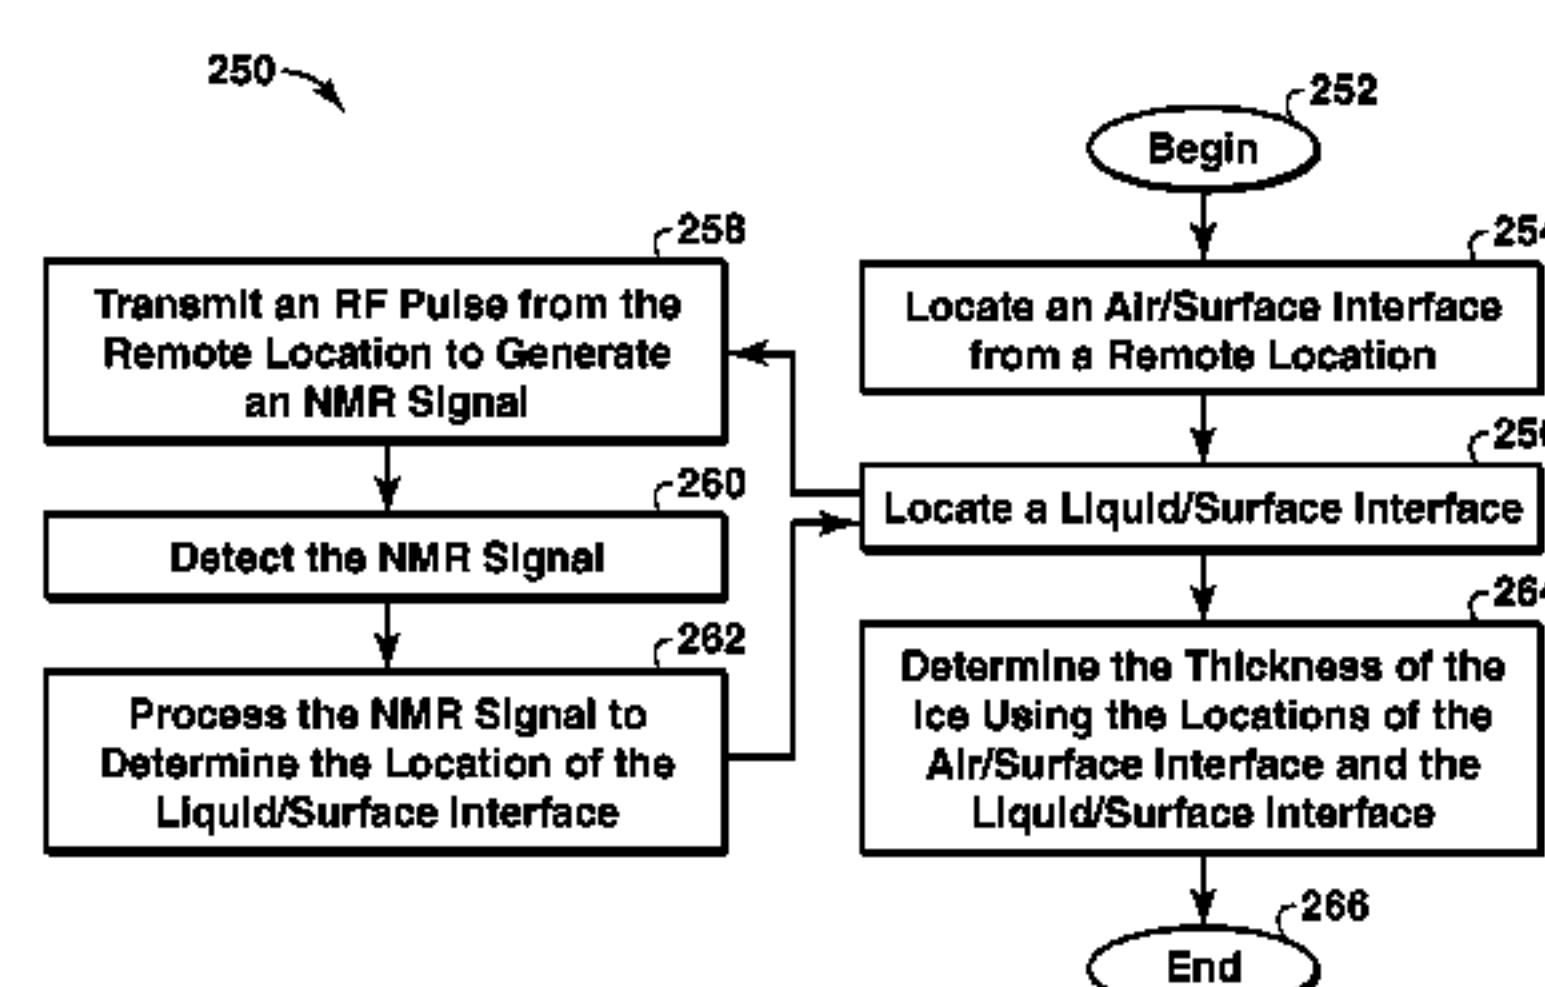 250
252
Begin
254
Locate an Air/Surface Interface
from a Remote Location
256
Locate a Liquid/Surface Interface
258
Transmit an RF Pulse from the
Remote Location to Generate
an NMR Signal
260
Detect the NMR Signal
262
Process the NMR Signal to
Determine the Location of the
Liquid/Surface Interface
264
Determine the Thickness of the
Ice Using the Locations of the
Air/Surface Interface and the
Liquid/Surface Interface
266
End